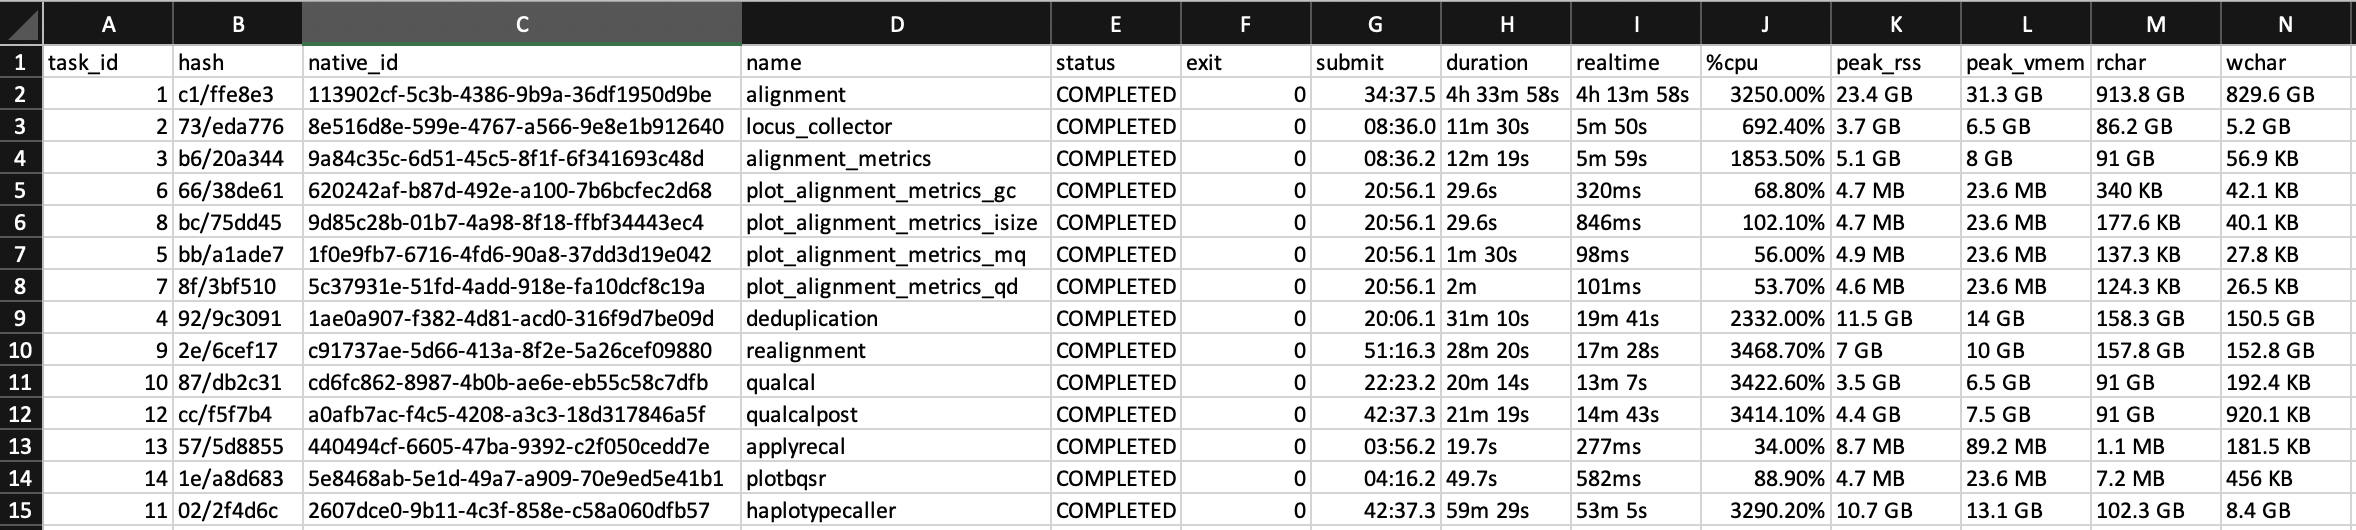 A B C D E F G H I J K L M N
1 task_id hash native_id name status exit submit duration realtime %cpu peak_rss peak_vmem rchar wchar
2 1 c1/ffe8e3 113902cf-5c3b-4386-9b9a-36df1950d9be alignment COMPLETED 0 34:37.5 4h 33m 58s 4h 13m 58s 3250.00% 23.4 GB 31.3 GB 913.8 GB 829.6 GB
3 2 73/eda776 8e516d8e-599e-4767-a566-9e8e1b912640 locus_collector COMPLETED 0 08:36.0 11m 30s 5m 50s 692.40% 3.7 GB 6.5 GB 86.2 GB 5.2 GB
4 3 b6/20a344 9a84c35c-6d51-45c5-8f1f-6f341693c48d alignment_metrics COMPLETED 0 08:36.2 12m 19s 5m 59s 1853.50% 5.1 GB 8 GB 91 GB 56.9 KB
5 6 66/38de61 620242af-b87d-492e-a100-7b6bcfec2d68 plot_alignment_metrics_gc COMPLETED 0 20:56.1 29.6s 320ms 68.80% 4.7 MB 23.6 MB 340 KB 42.1 KB
6 8 bc/75dd45 9d85c28b-01b7-4a98-8f18-ffbf34443ec4 plot_alignment_metrics_isize COMPLETED 0 20:56.1 29.6s 846ms 102.10% 4.7 MB 23.6 MB 177.6 KB 40.1 KB
7 5 bb/a1ade7 1f0e9fb7-6716-4fd6-90a8-37dd3d19e042 plot_alignment_metrics_mq COMPLETED 0 20:56.1 1m 30s 98ms 56.00% 4.9 MB 23.6 MB 137.3 KB 27.8 KB
8 7 8f/3bf510 5c37931e-51fd-4add-918e-fa10dcf8c19a plot_alignment_metrics_qd COMPLETED 0 20:56.1 2m 101ms 53.70% 4.6 MB 23.6 MB 124.3 KB 26.5 KB
9 4 92/9c3091 1ae0a907-f382-4d81-acd0-316f9d7be09d deduplication COMPLETED 0 20:06.1 31m 10s 19m 41s 2332.00% 11.5 GB 14 GB 158.3 GB 150.5 GB
10 9 2e/6cef17 c91737ae-5d66-413a-8f2e-5a26cef09880 realignment COMPLETED 0 51:16.3 28m 20s 17m 28s 3468.70% 7 GB 10 GB 157.8 GB 152.8 GB
11 10 87/db2c31 cd6fc862-8987-4b0b-ae6e-eb55c58c7dfb qualcal COMPLETED 0 22:23.2 20m 14s 13m 7s 3422.60% 3.5 GB 6.5 GB 91 GB 192.4 KB
12 12 cc/f5f7b4 a0afb7ac-f4c5-4208-a3c3-18d317846a5f qualcalpost COMPLETED 0 42:37.3 21m 19s 14m 43s 3414.10% 4.4 GB 7.5 GB 91 GB 920.1 KB
13 13 57/5d8855 440494cf-6605-47ba-9392-c2f050cedd7e applyrecal COMPLETED 0 03:56.2 19.7s 277ms 34.00% 8.7 MB 89.2 MB 1.1 MB 181.5 KB
14 14 1e/a8d683 5e8468ab-5e1d-49a7-a909-70e9ed5e41b1 plotbqsr COMPLETED 0 04:16.2 49.7s 582ms 88.90% 4.7 MB 23.6 MB 7.2 MB 456 KB
15 11 02/2f4d6c 2607dce0-9b11-4c3f-858e-c58a060dfb57 haplotypecaller COMPLETED 0 42:37.3 59m 29s 53m 5s 3290.20% 10.7 GB 13.1 GB 102.3 GB 8.4 GB